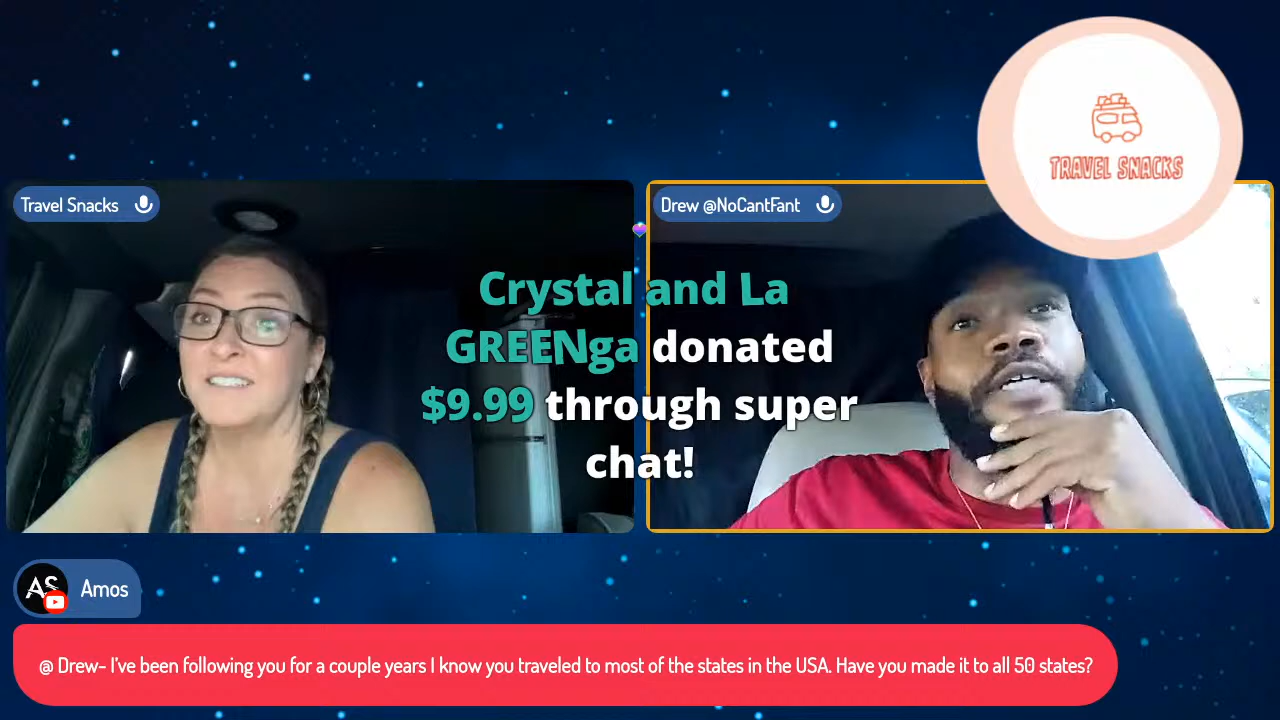 TRAVEL SNACKS
Travel Snacks
Drew @NoCantFant
Crystal and La
GREENga donated
$9.99 through super
chat!
AS
Amos
@ Drew- I've been following you for a couple years I know you traveled to most of the states in the USA. Have you made it to all 50 states?